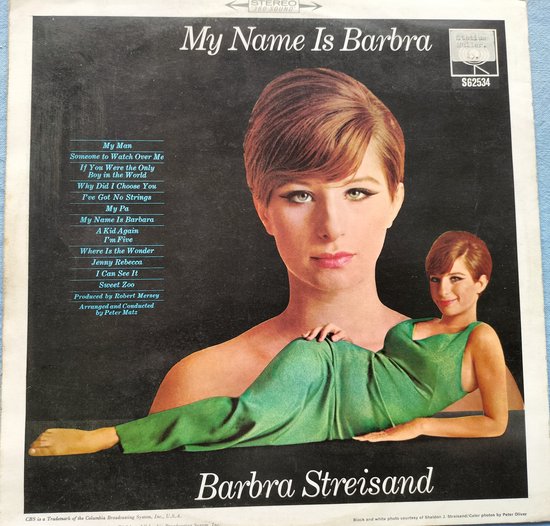 STEREO
My Name Is Barbra
S62534
My Man
Someone to Watch Over Me
If You Were the Only
Boy in the World
Why Did I Choose You
I've Got No Strings
My Pa
My Name Is Barbara
A Kid Again
I'm Five
Where Is the Wonder
Jenny Rebecca
I Can See It
Sweet Zoo
Produced by Robert Mersey
Arranged and Conducted
by Peter Matz
Barbra Streisand
CBS is a Trademark of the Columbia Broadcasting System, Inc., U.S.A.
Black and white photo courtesy of Sheldon J. Streisand/Color photos by Peter Oliver